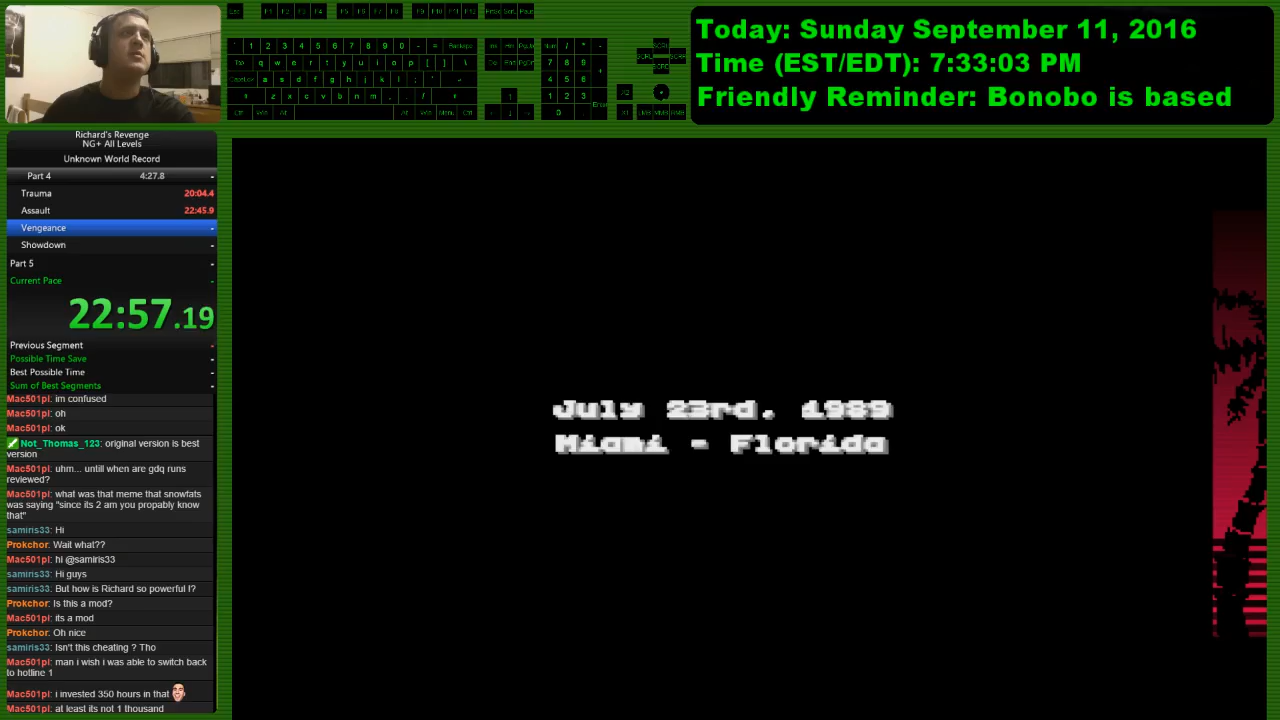 Today: Sunday September 11, 2016
Time (EST/EDT): 7:33:03 PM
Friendly Reminder: Bonobo is based
Richard's Revenge
NG+ All Levels
Unknown World Record
Part 4 4:27.8 -
Trauma 20:04.4
Assault 22:45.9
Vengeance -
Showdown -
Part 5 -
Current Pace -
22:57.19
Previous Segment -
Possible Time Save -
Best Possible Time -
Sum of Best Segments -
Mac501pl: im confused
Mac501pl: oh
Mac501pl: ok
Not_Thomas_123: original version is best
version
Mac501pl: uhm... untill when are gdq runs
reviewed?
Mac501pl: what was that meme that snowfats
was saying "since its 2 am you propably know
that"
samiris33: Hi
Prokchor: Wait what??
Mac501pl: hi @samiris33
samiris33: Hi guys
samiris33: But how is Richard so powerful !?
Prokchor: Is this a mod?
Mac501pl: its a mod
Prokchor: Oh nice
samiris33: Isn't this cheating ? Tho
Mac501pl: man i wish i was able to switch back
to hotline 1
Mac501pl: i invested 350 hours in that
Mac501pl: at least its not 1 thousand
July 23rd. 1989
Miami - Florida